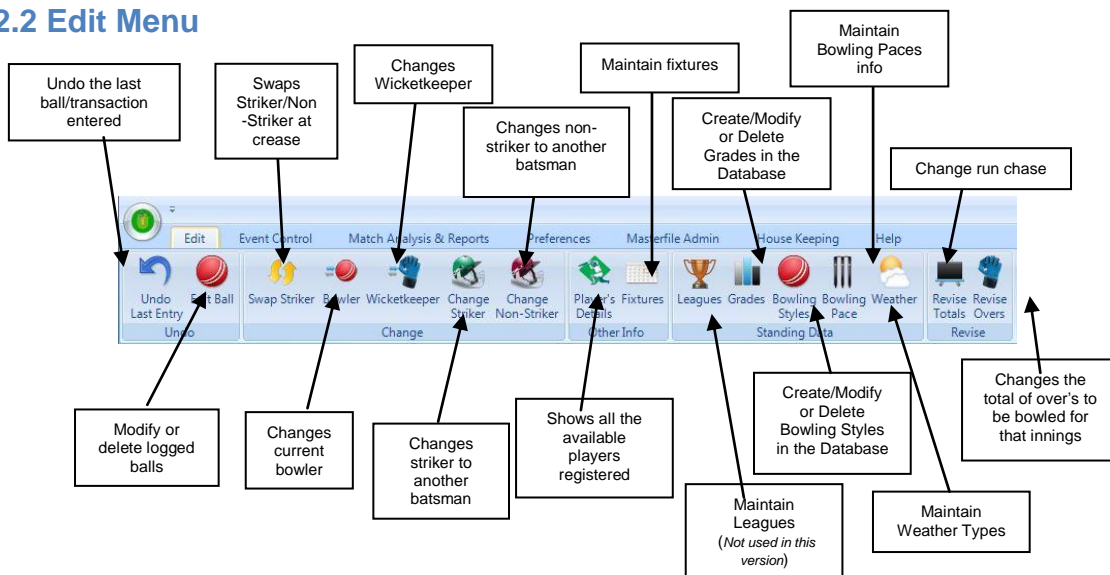 2.2 Edit Menu
Undo the last
ball/transaction
entered
Swaps
Striker/Non
-Striker at
crease
Changes
Wicketkeeper
Changes non-
striker to another
batsman
Maintain fixtures
Create/Modify
or Delete
Grades in the
Database
Maintain
Bowling Paces
info
Change run chase
Edit Event Control Match Analysis & Reports Preferences Masterfile Admin House Keeping Help
Undo Edit Ball Swap Striker Bowler Wicketkeeper Change Change Player's Fixtures Leagues Grades Bowling Bowling Weather Revise Revise
Last Entry Striker Non-Striker Details Styles Pace Totals Overs
Undo Change Other Info Standing Data Revise
Modify or
delete logged
balls
Changes
current
bowler
Changes
striker to
another
batsman
Shows all the
available
players
registered
Maintain
Leagues
(Not used in this
version)
Create/Modify
or Delete
Bowling Styles
in the Database
Maintain
Weather Types
Changes the
total of over's to
be bowled for
that innings